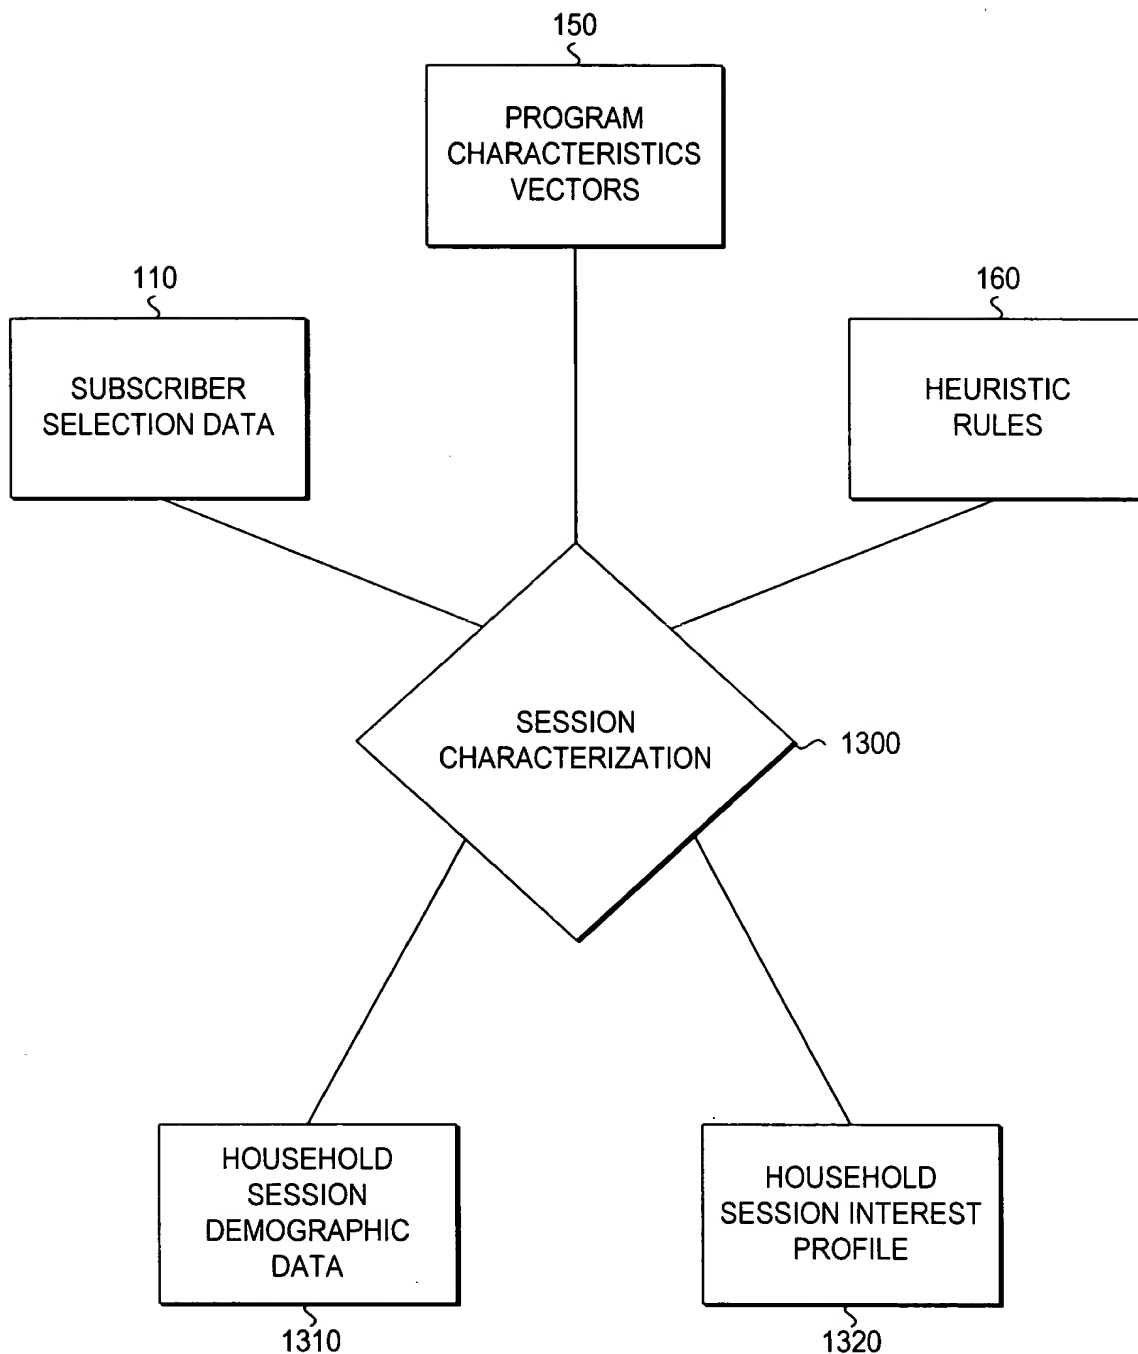 150
PROGRAM
CHARACTERISTICS
VECTORS
110
SUBSCRIBER
SELECTION DATA
160
HEURISTIC
RULES
SESSION
CHARACTERIZATION
1300
HOUSEHOLD
SESSION
DEMOGRAPHIC
DATA
1310
HOUSEHOLD
SESSION INTEREST
PROFILE
1320